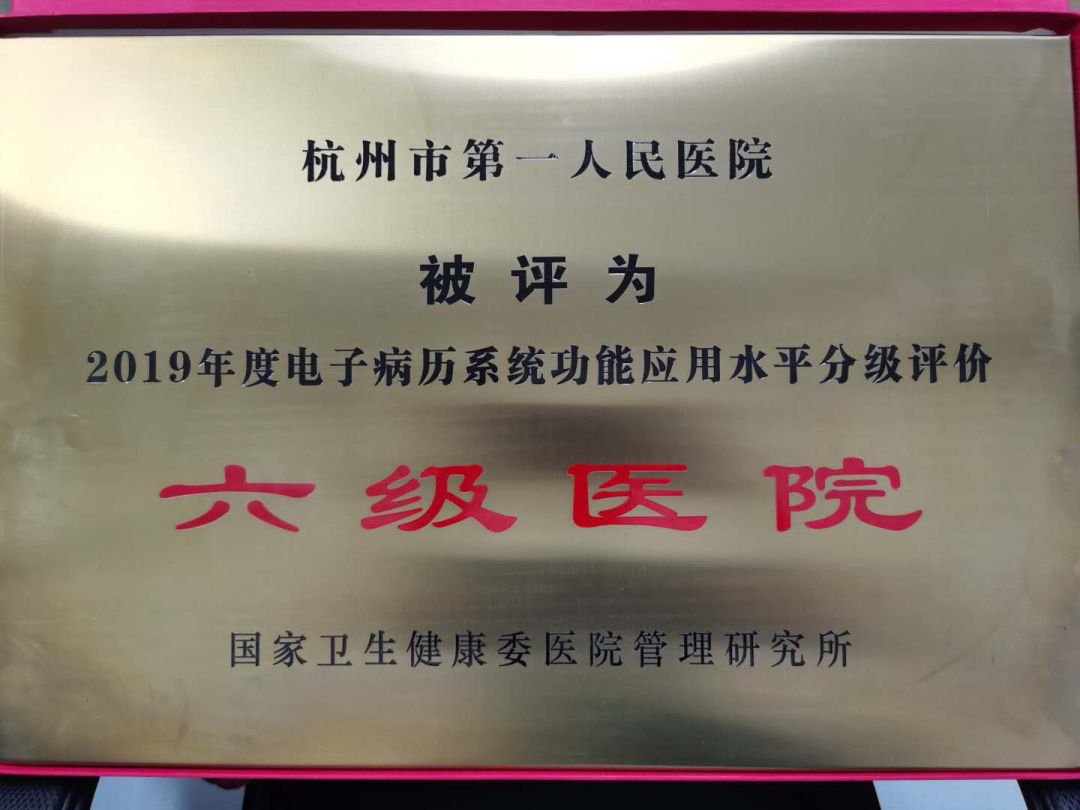 杭州市第一人民医院
被评为
2019年度电子病历系统功能应用水平分级评价
六级医院
国家卫生健康委医院管理研究所